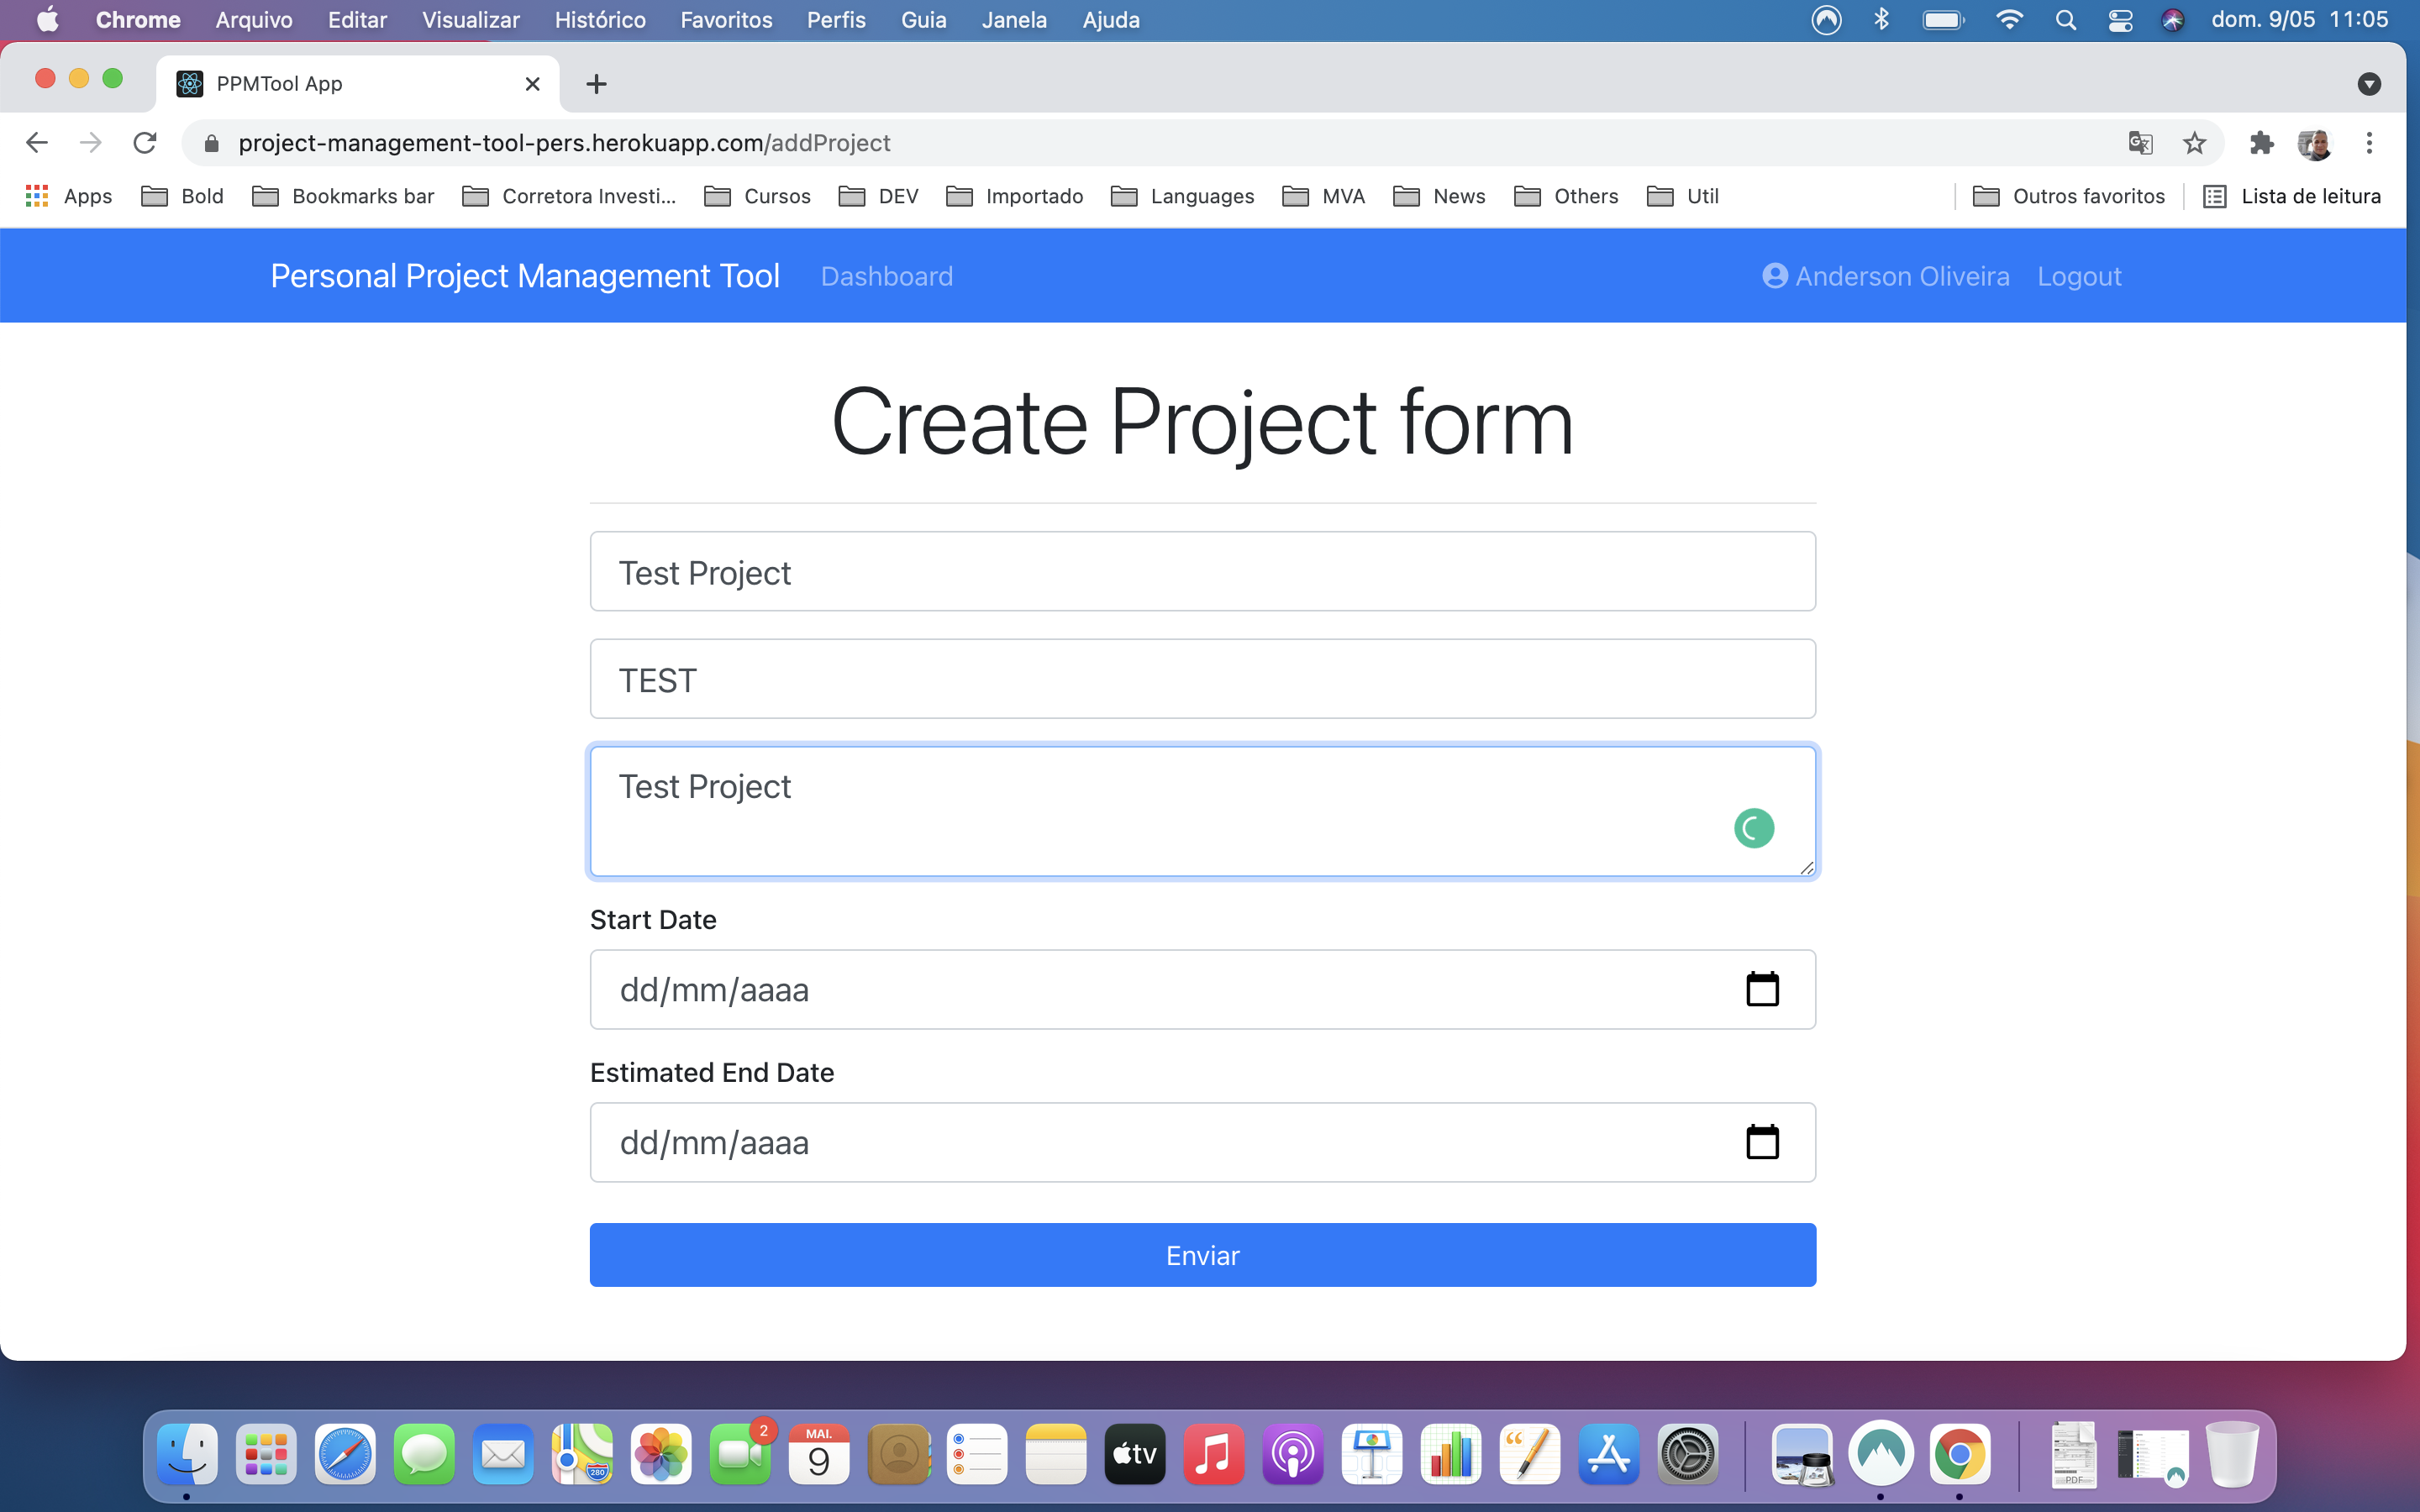 Chrome Arquivo Editar Visualizar Histórico Favoritos Perfis Guia Janela Ajuda dom. 9/05 11:05
PPMTool App
project-management-tool-pers.herokuapp.com/addProject
Apps Bold Bookmarks bar Corretora Investi... Cursos DEV Importado Languages MVA News Others Util Outros favoritos Lista de leitura
Personal Project Management Tool Dashboard Anderson Oliveira Logout
Create Project form
Test Project
TEST
Test Project
Start Date
dd/mm/aaaa
Estimated End Date
dd/mm/aaaa
Enviar
280
2
MAI.
9
tv
PDF